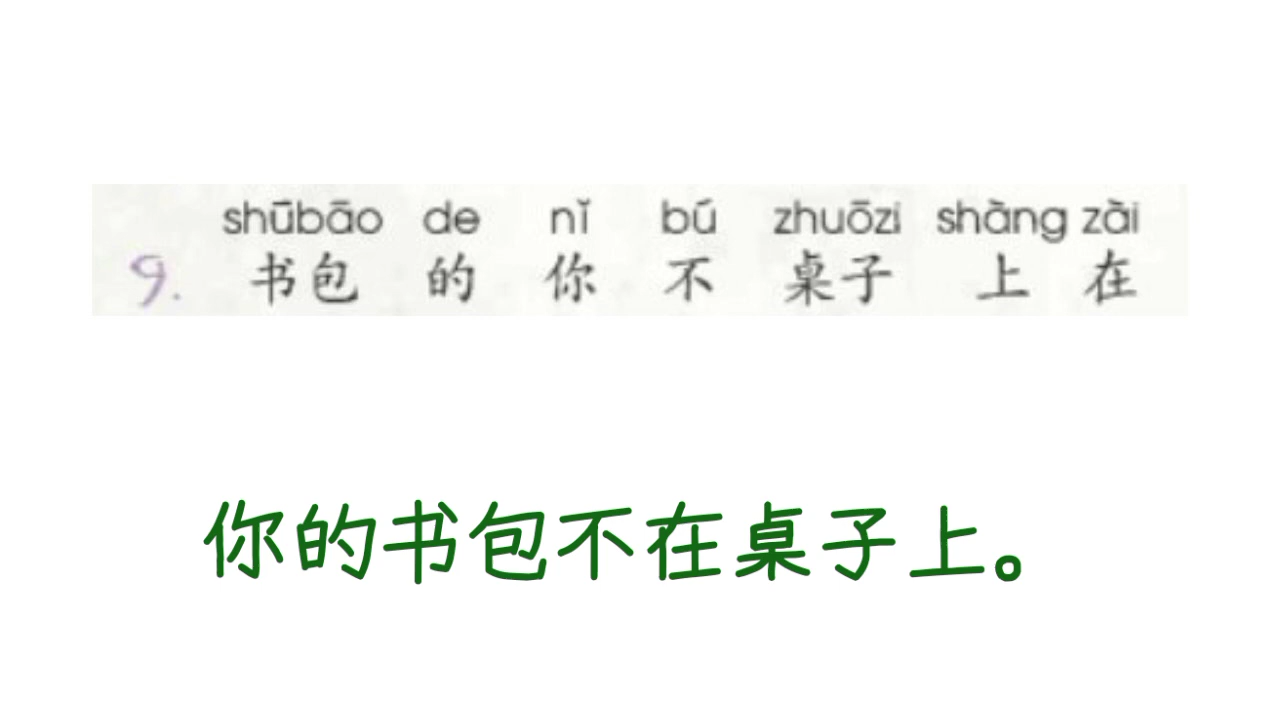 shūbāo de nǐ bú zhuōzi shàng zài
9. 书包 的 你 不 桌子 上 在
你的书包不在桌子上。